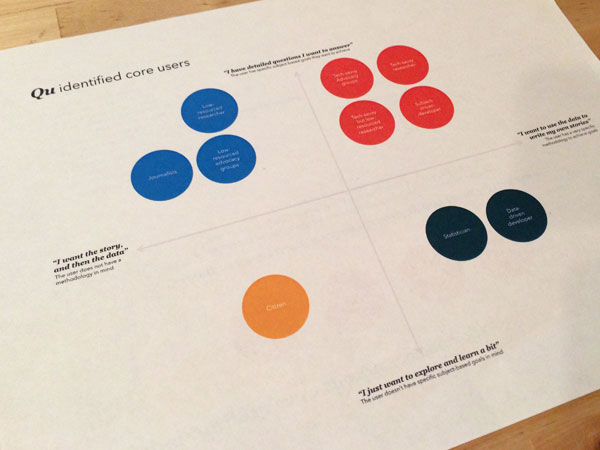 Qu identified core users
"I have detailed questions I want to answer"
The user has specific subject-based goals they want to achieve
Low-
resourced
researcher
Journalists
Low-
resourced
advocacy
groups
Tech-savvy
advocacy
groups
Tech-savvy
researcher
Tech-savvy
but low
resourced
researcher
Subject
driven
developer
"I want to use the data to
write my own stories"
The user has a very specific
methodology to achieve goals
"I want the story,
and then the data"
The user does not have a
methodology in mind.
Statistician
Data
driven
developer
Citizen
"I just want to explore and learn a bit"
The user doesn't have specific subject-based goals in mind